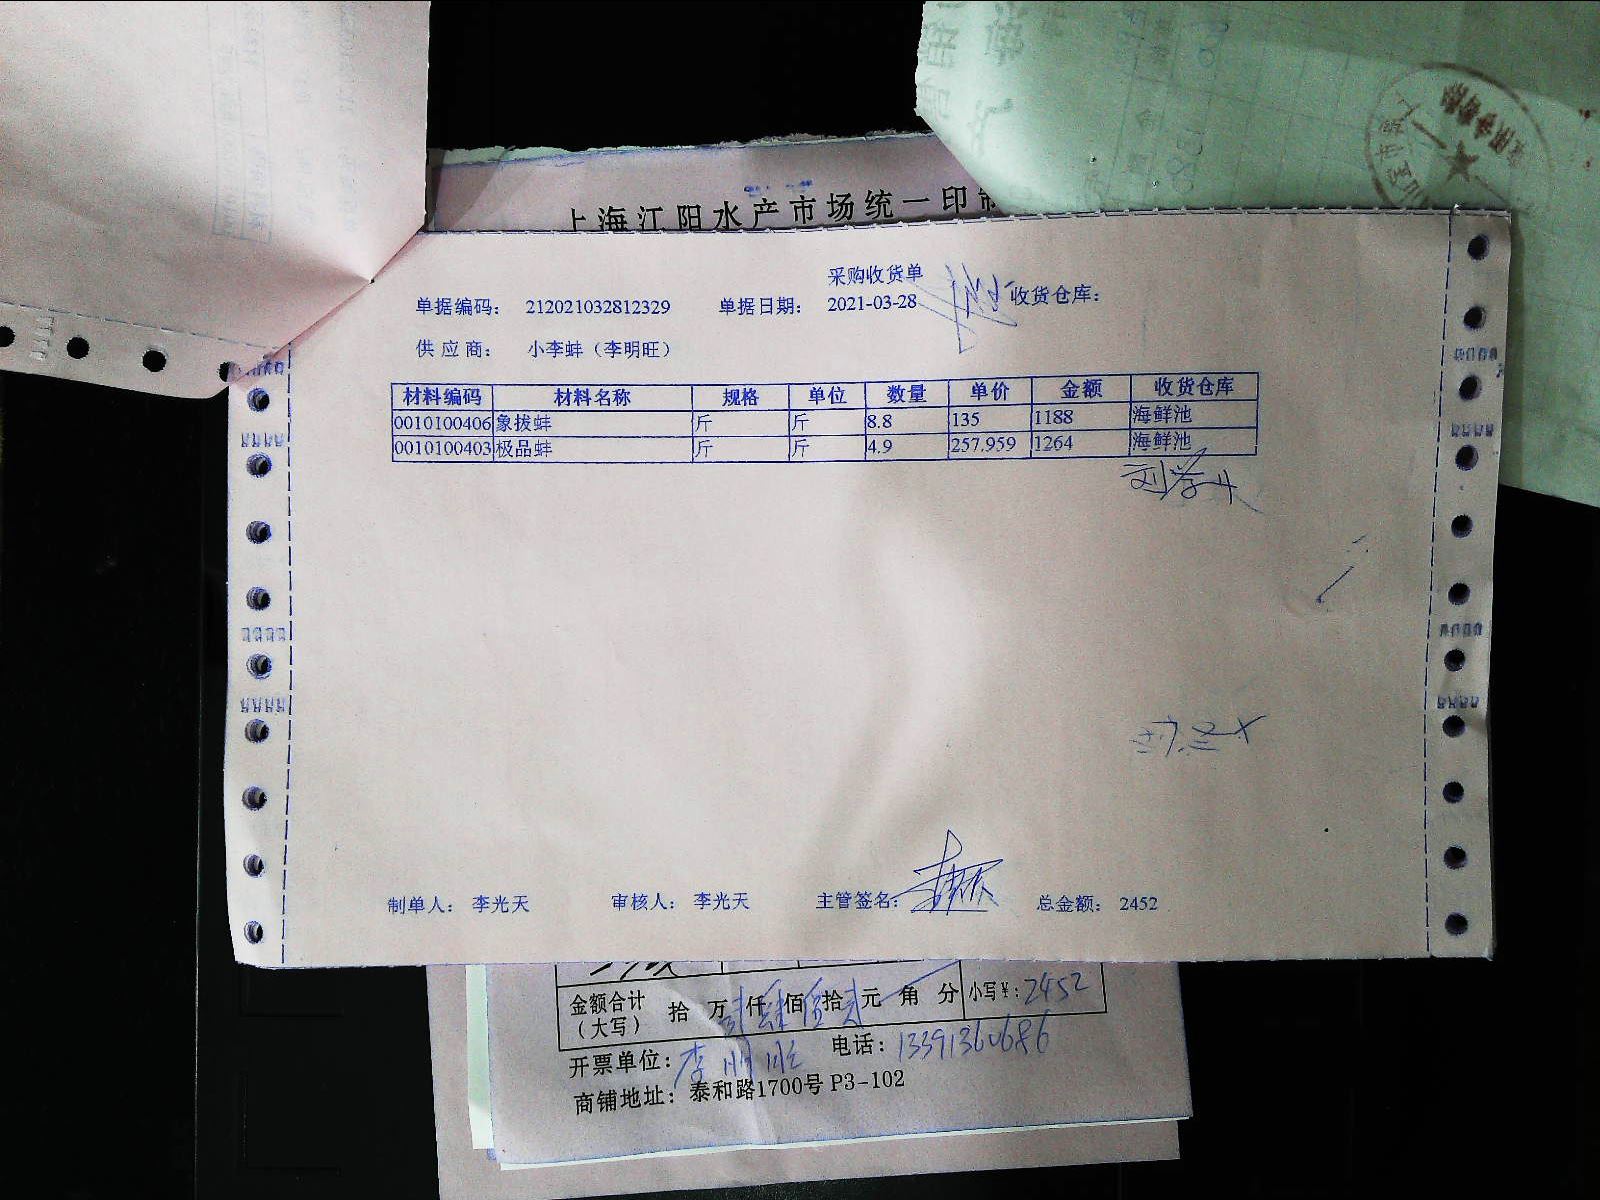 上海江阳水产市场统一印制
采购收货单
单据编码： 212021032812329 单据日期： 2021-03-28 收货仓库：
供应商： 小李蚌（李明旺）
材料编码 材料名称 规格 单位 数量 单价 金额 收货仓库
0010100406 象拔蚌 斤 斤 8.8 135 1188 海鲜池
0010100403 极品蚌 斤 斤 4.9 257.959 1264 海鲜池
制单人： 李光天 审核人： 李光天 主管签名： 总金额： 2452
金额合计（大写） 拾 万 仟 佰 拾 元 角 分 小写¥：2452
开票单位： 电话：13391360686
商铺地址：泰和路1700号 P3-102